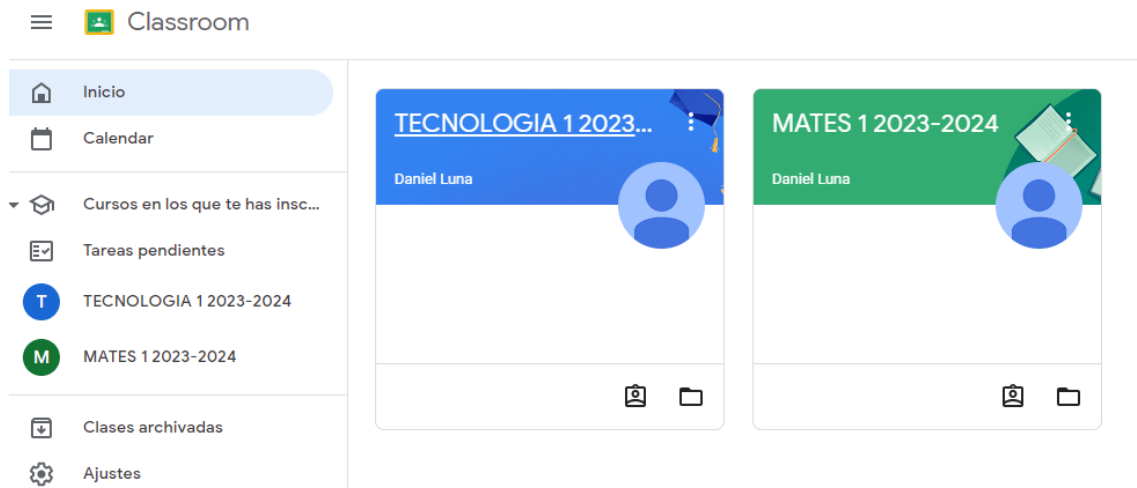 Classroom
Inicio
Calendar
Cursos en los que te has insc...
Tareas pendientes
T
TECNOLOGIA 1 2023-2024
M
MATES 1 2023-2024
Clases archivadas
Ajustes
TECNOLOGIA 1 2023...
Daniel Luna
MATES 1 2023-2024
Daniel Luna